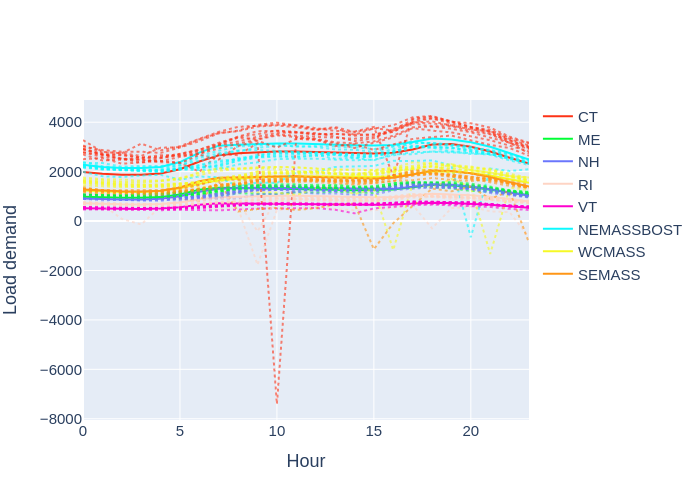 4000
2000
0
−2000
−4000
−6000
−8000
0
5
10
15
20
Hour
Load demand
CT
ME
NH
RI
VT
NEMASSBOST
WCMASS
SEMASS